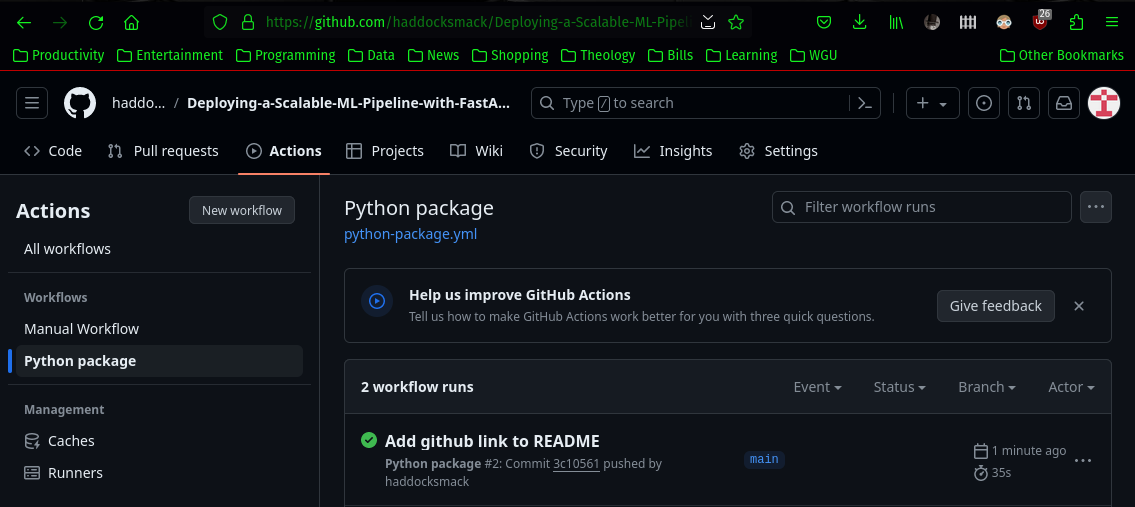 https://github.com/haddocksmack/Deploying-a-Scalable-ML-Pipel
26
Productivity Entertainment Programming Data News Shopping Theology Bills Learning WGU Other Bookmarks
haddo... / Deploying-a-Scalable-ML-Pipeline-with-FastA... Type / to search
Code Pull requests Actions Projects Wiki Security Insights Settings
Actions New workflow
All workflows
Workflows
Manual Workflow
Python package
Management
Caches
Runners
Python package
Filter workflow runs
python-package.yml
Help us improve GitHub Actions
Tell us how to make GitHub Actions work better for you with three quick questions.
Give feedback
2 workflow runs Event Status Branch Actor
Add github link to README
Python package #2: Commit 3c10561 pushed by
haddocksmack
main
1 minute ago
35s